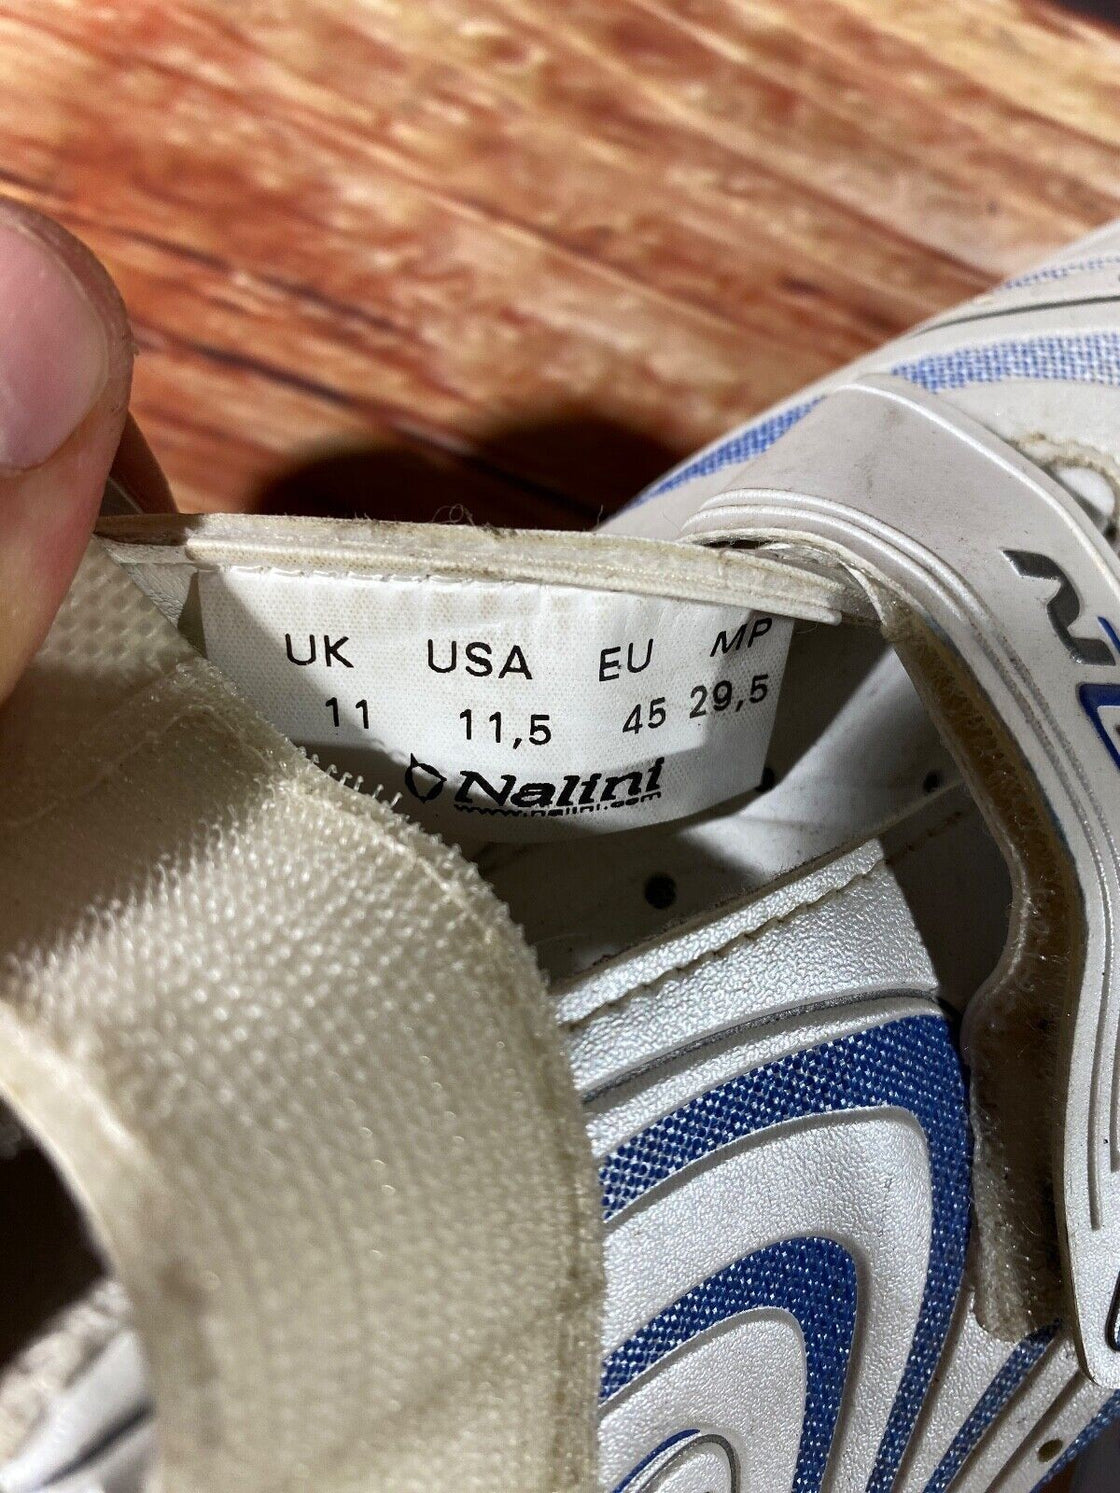 UK USA EU MP
11 11,5 45 29,5
Nalini
www.nalini.com
N